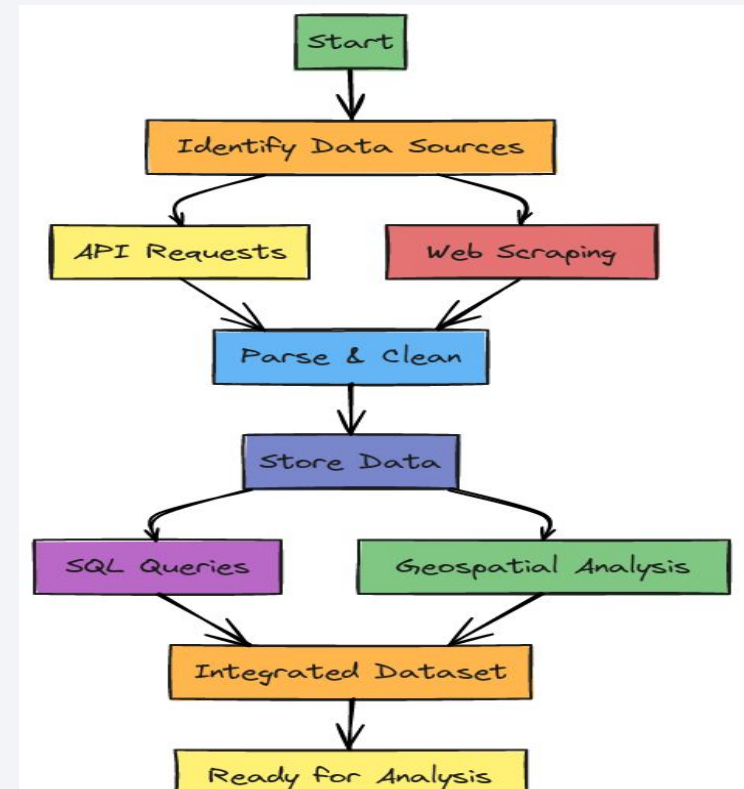 Start
Identify Data Sources
API Requests
Web Scraping
Parse & Clean
Store Data
SQL Queries
Geospatial Analysis
Integrated Dataset
Ready for Analysis